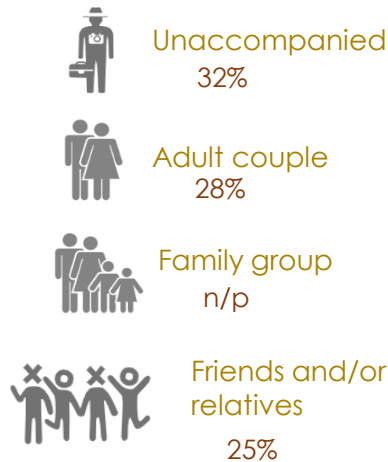 Unaccompanied
32%
Adult couple
28%
Family group
n/p
Friends and/or
relatives
25%